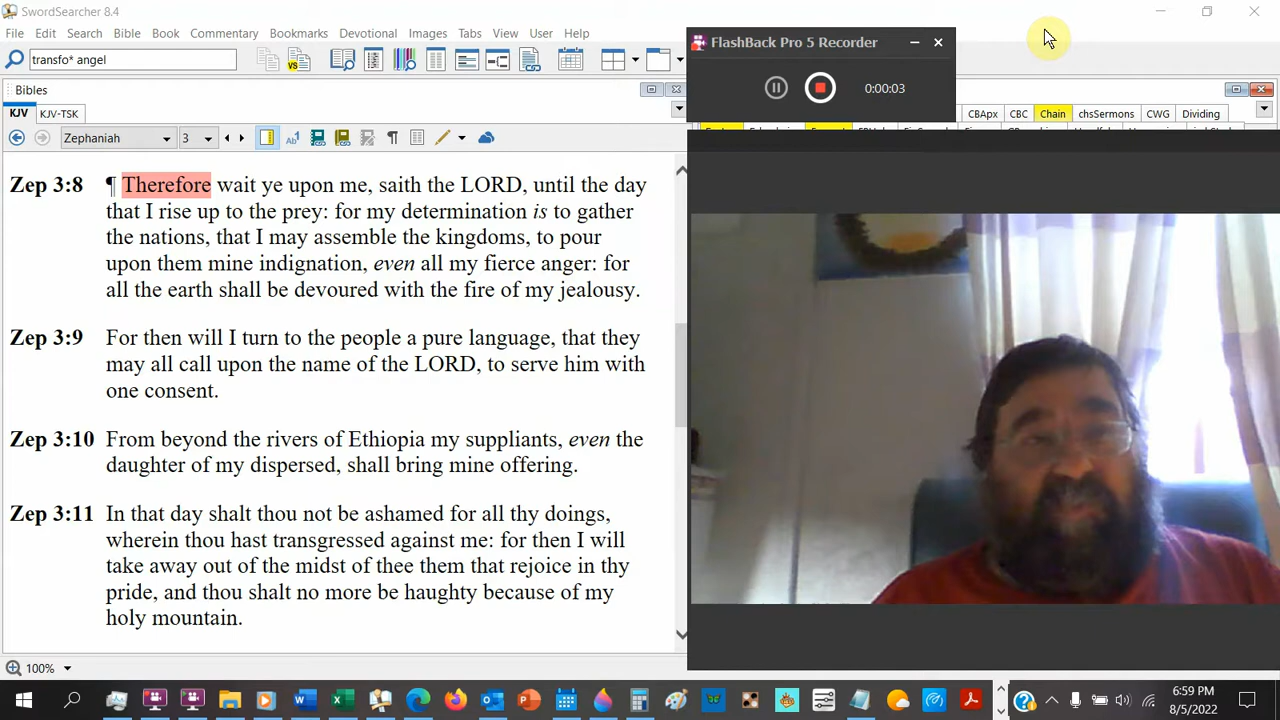 SwordSearcher 8.4
File Edit Search Bible Book Commentary Bookmarks Devotional Images Tabs View User Help
transfo* angel
FlashBack Pro 5 Recorder
0:00:03
Bibles
KJV KJV-TSK
CBApx CBC Chain chsSermons CWG Dividing
Zephaniah 3
Zep 3:8 ¶ Therefore wait ye upon me, saith the LORD, until the day
that I rise up to the prey: for my determination is to gather
the nations, that I may assemble the kingdoms, to pour
upon them mine indignation, even all my fierce anger: for
all the earth shall be devoured with the fire of my jealousy.
Zep 3:9 For then will I turn to the people a pure language, that they
may all call upon the name of the LORD, to serve him with
one consent.
Zep 3:10 From beyond the rivers of Ethiopia my suppliants, even the
daughter of my dispersed, shall bring mine offering.
Zep 3:11 In that day shalt thou not be ashamed for all thy doings,
wherein thou hast transgressed against me: for then I will
take away out of the midst of thee them that rejoice in thy
pride, and thou shalt no more be haughty because of my
holy mountain.
100%
6:59 PM
8/5/2022